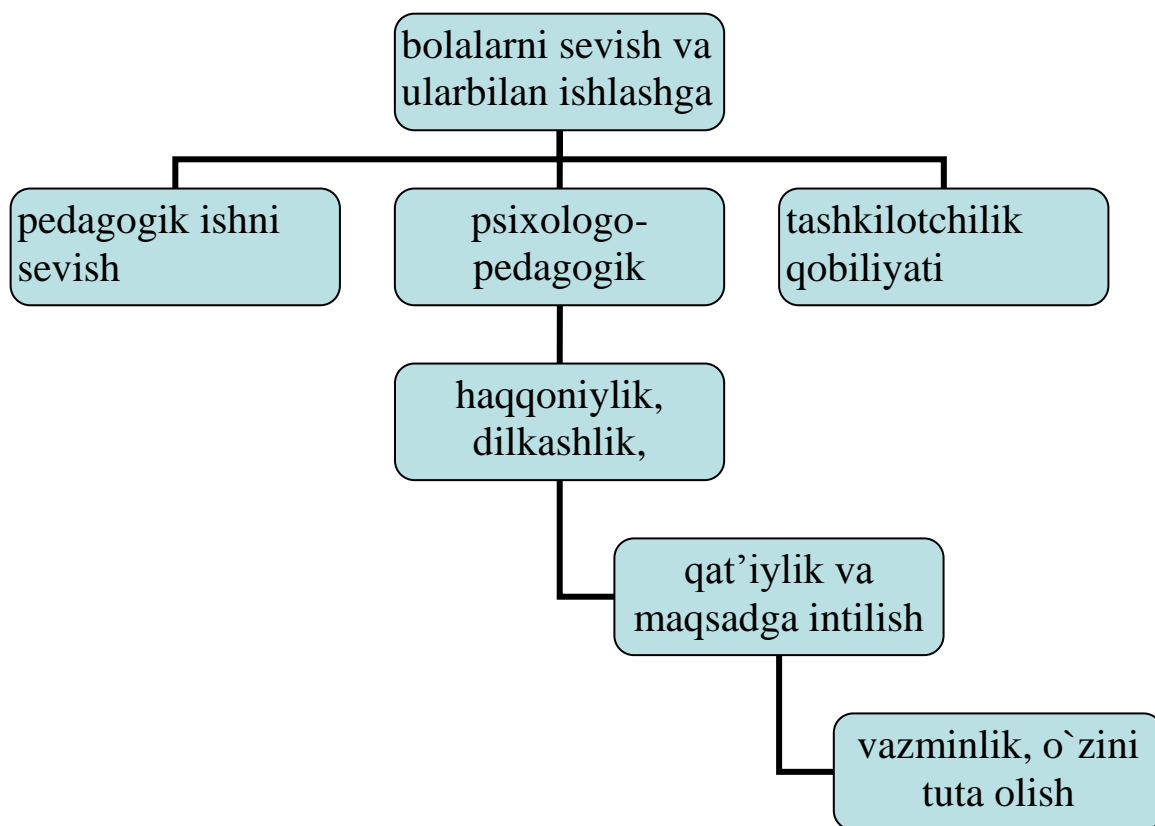 bolalarni sevish va
ularbilan ishlashga
pedagogik ishni
sevish
psixologo-
pedagogik
tashkilotchilik
qobiliyati
haqqoniylik,
dilkashlik,
qat’iylik va
maqsadga intilish
vazminlik, o`zini
tuta olish